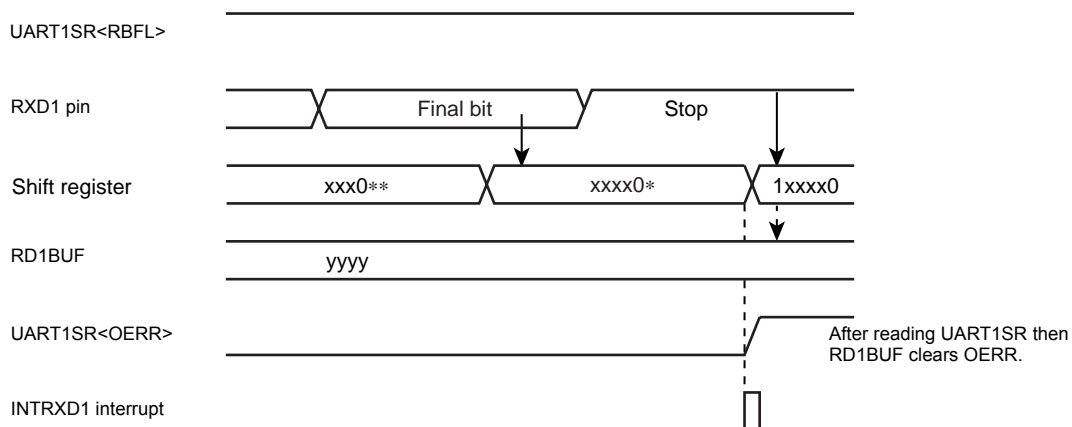 UART1SR<RBFL>
RXD1 pin
Final bit
Stop
Shift register
xxx0**
xxxx0*
1xxxx0
RD1BUF
yyyy
UART1SR<OERR>
After reading UART1SR then
RD1BUF clears OERR.
INTRXD1 interrupt